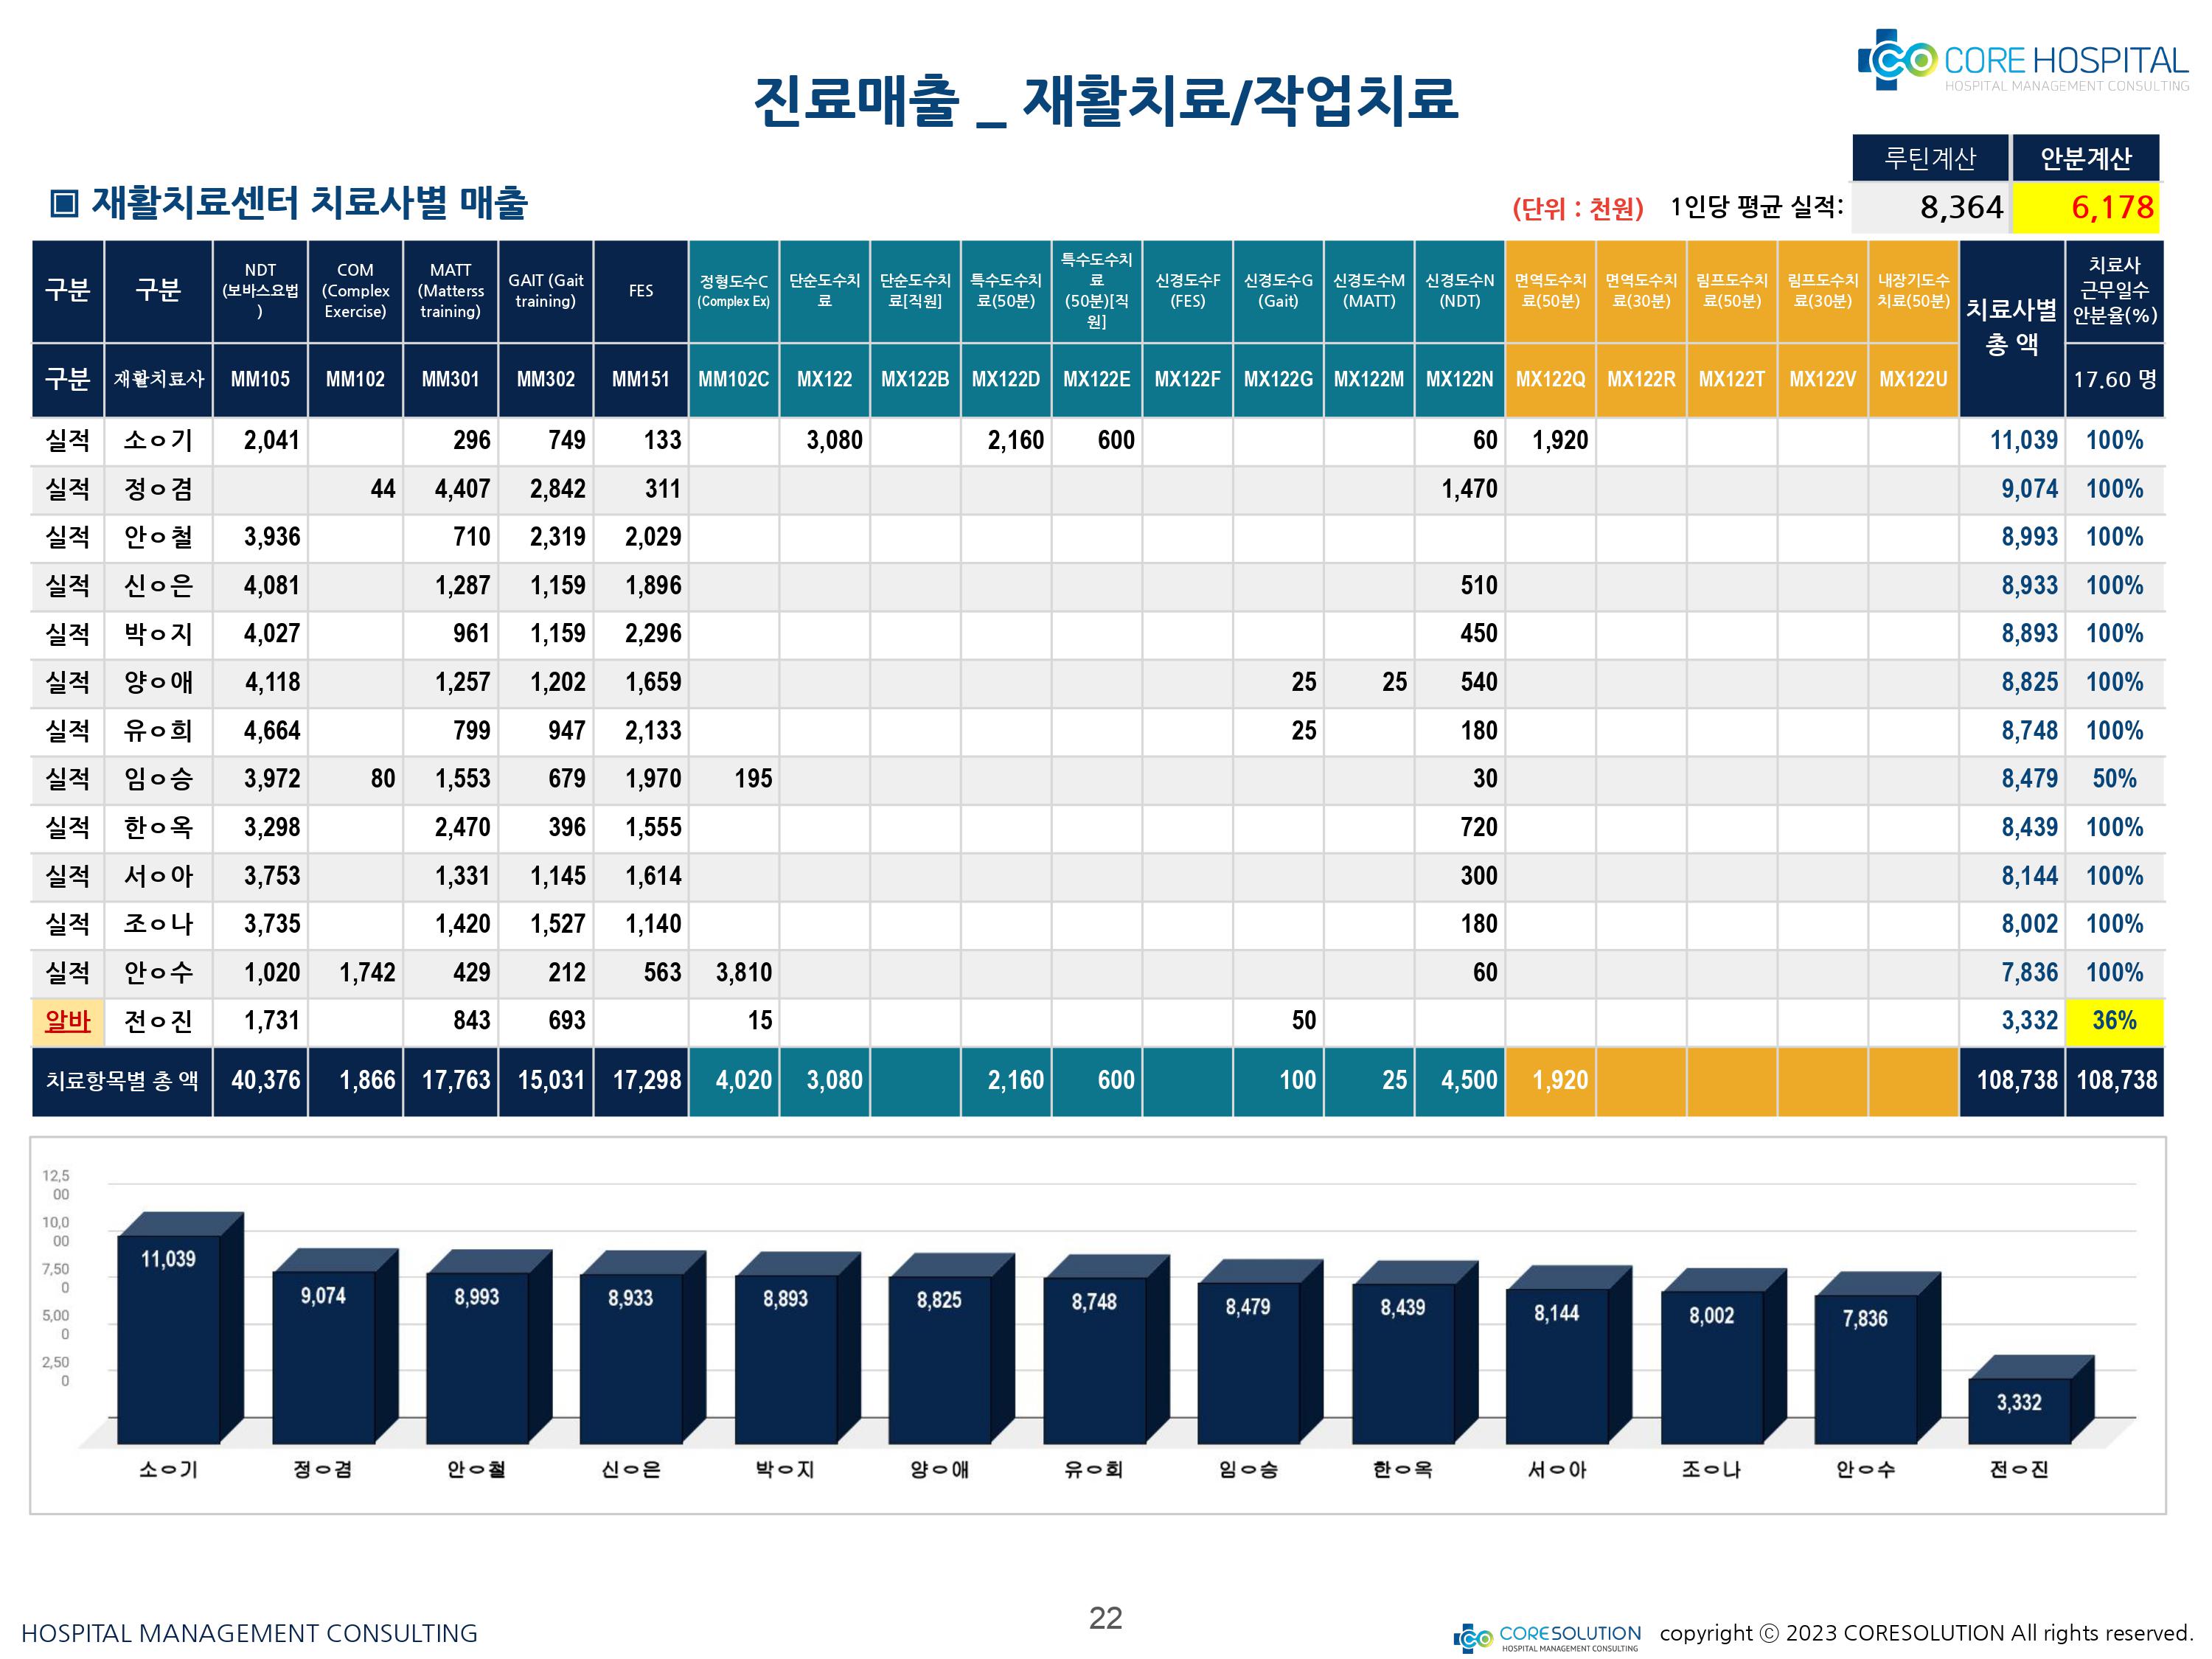 CORE HOSPITAL
HOSPITAL MANAGEMENT CONSULTING
진료매출 _ 재활치료/작업치료
루틴계산 안분계산
▣ 재활치료센터 치료사별 매출 (단위 : 천원) 1인당 평균 실적: 8,364 6,178
구분 구분 NDT (보바스요법) COM (Complex Exercise) MATT (Matterss training) GAIT (Gait training) FES 정형도수C (Complex Ex) 단순도수치료 단순도수치료[직원] 특수도수치료(50분) 특수도수치료 (50분)[직원] 신경도수F (FES) 신경도수G (Gait) 신경도수M (MATT) 신경도수N (NDT) 면역도수치료(50분) 면역도수치료(30분) 림프도수치료(50분) 림프도수치료(30분) 내장기도수치료(50분) 치료사별 총 액 치료사 근무일수 안분율(%)
구분 재활치료사 MM105 MM102 MM301 MM302 MM151 MM102C MX122 MX122B MX122D MX122E MX122F MX122G MX122M MX122N MX122Q MX122R MX122T MX122V MX122U 17.60 명
실적 소ㅇ기 2,041 296 749 133 3,080 2,160 600 60 1,920 11,039 100%
실적 정ㅇ겸 44 4,407 2,842 311 1,470 9,074 100%
실적 안ㅇ철 3,936 710 2,319 2,029 8,993 100%
실적 신ㅇ은 4,081 1,287 1,159 1,896 510 8,933 100%
실적 박ㅇ지 4,027 961 1,159 2,296 450 8,893 100%
실적 양ㅇ애 4,118 1,257 1,202 1,659 25 25 540 8,825 100%
실적 유ㅇ희 4,664 799 947 2,133 25 180 8,748 100%
실적 임ㅇ승 3,972 80 1,553 679 1,970 195 30 8,479 50%
실적 한ㅇ옥 3,298 2,470 396 1,555 720 8,439 100%
실적 서ㅇ아 3,753 1,331 1,145 1,614 300 8,144 100%
실적 조ㅇ나 3,735 1,420 1,527 1,140 180 8,002 100%
실적 안ㅇ수 1,020 1,742 429 212 563 3,810 60 7,836 100%
알바 전ㅇ진 1,731 843 693 15 50 3,332 36%
치료항목별 총 액 40,376 1,866 17,763 15,031 17,298 4,020 3,080 2,160 600 100 25 4,500 1,920 108,738 108,738
12,500
10,000
7,500
5,000
2,500
11,039 9,074 8,993 8,933 8,893 8,825 8,748 8,479 8,439 8,144 8,002 7,836 3,332
소ㅇ기 정ㅇ겸 안ㅇ철 신ㅇ은 박ㅇ지 양ㅇ애 유ㅇ희 임ㅇ승 한ㅇ옥 서ㅇ아 조ㅇ나 안ㅇ수 전ㅇ진
HOSPITAL MANAGEMENT CONSULTING
22
CORESOLUTION
HOSPITAL MANAGEMENT CONSULTING
copyright ⓒ 2023 CORESOLUTION All rights reserved.